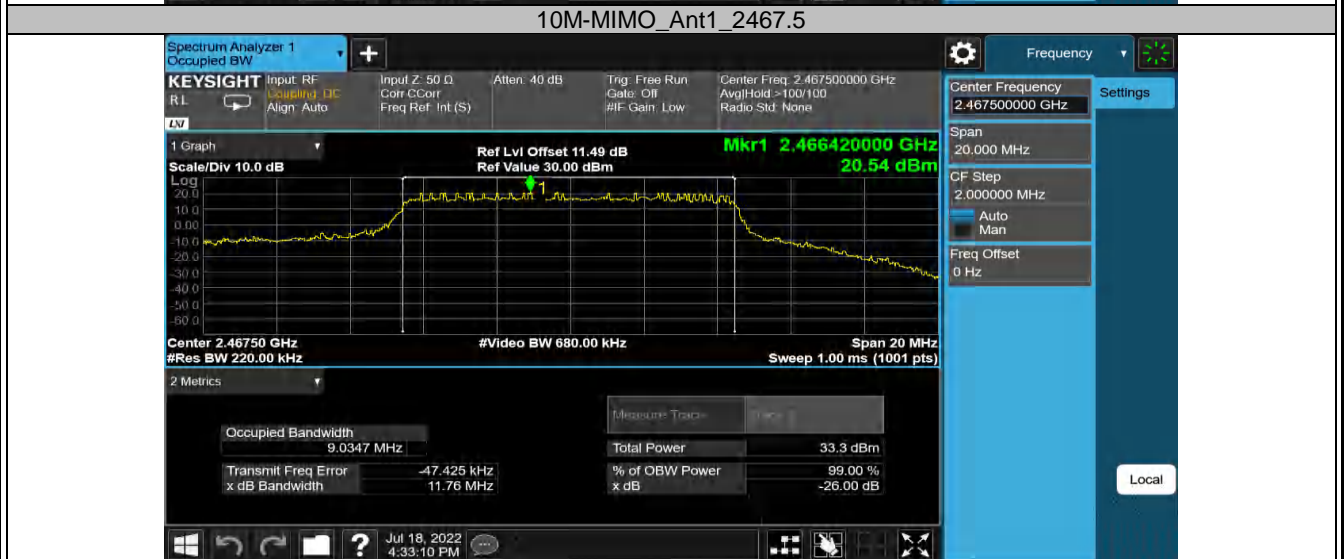 10M-MIMO_Ant1_2467.5
Spectrum Analyzer 1
Occupied BW
+
Frequency
KEYSIGHT
RL
LXI
Input: RF
Coupling: DC
Align: Auto
Input Z: 50 Ω
Corr CCorr
Freq Ref: Int (S)
Atten: 40 dB
Trig: Free Run
Gate: Off
#IF Gain: Low
Center Freq: 2.467500000 GHz
Avg|Hold:>100/100
Radio Std: None
Center Frequency
2.467500000 GHz
Settings
Span
20.000 MHz
CF Step
2.000000 MHz
Auto
Man
Freq Offset
0 Hz
Local
1 Graph
Scale/Div 10.0 dB
Ref Lvl Offset 11.49 dB
Ref Value 30.00 dBm
Mkr1 2.466420000 GHz
20.54 dBm
Log
20.0
10.0
0.00
-10.0
-20.0
-30.0
-40.0
-50.0
-60.0
1
Center 2.46750 GHz
#Res BW 220.00 kHz
#Video BW 680.00 kHz
Span 20 MHz
Sweep 1.00 ms (1001 pts)
2 Metrics
Measure Trace
Occupied Bandwidth
9.0347 MHz
Transmit Freq Error -47.425 kHz
x dB Bandwidth 11.76 MHz
Total Power 33.3 dBm
% of OBW Power 99.00 %
x dB -26.00 dB
?
Jul 18, 2022
4:33:10 PM